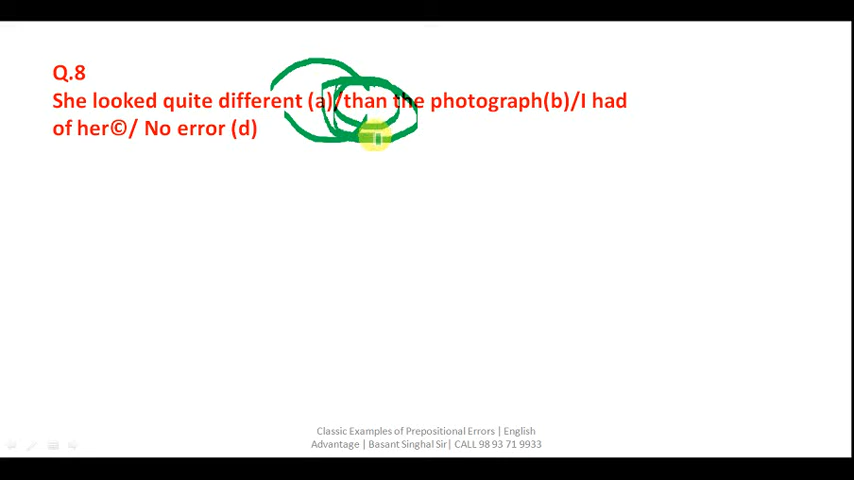 Q.8
She looked quite different (a)/than the photograph(b)/I had
of her©/ No error (d)
Classic Examples of Prepositional Errors | English
Advantage | Basant Singhal Sir| CALL 98 93 71 9933